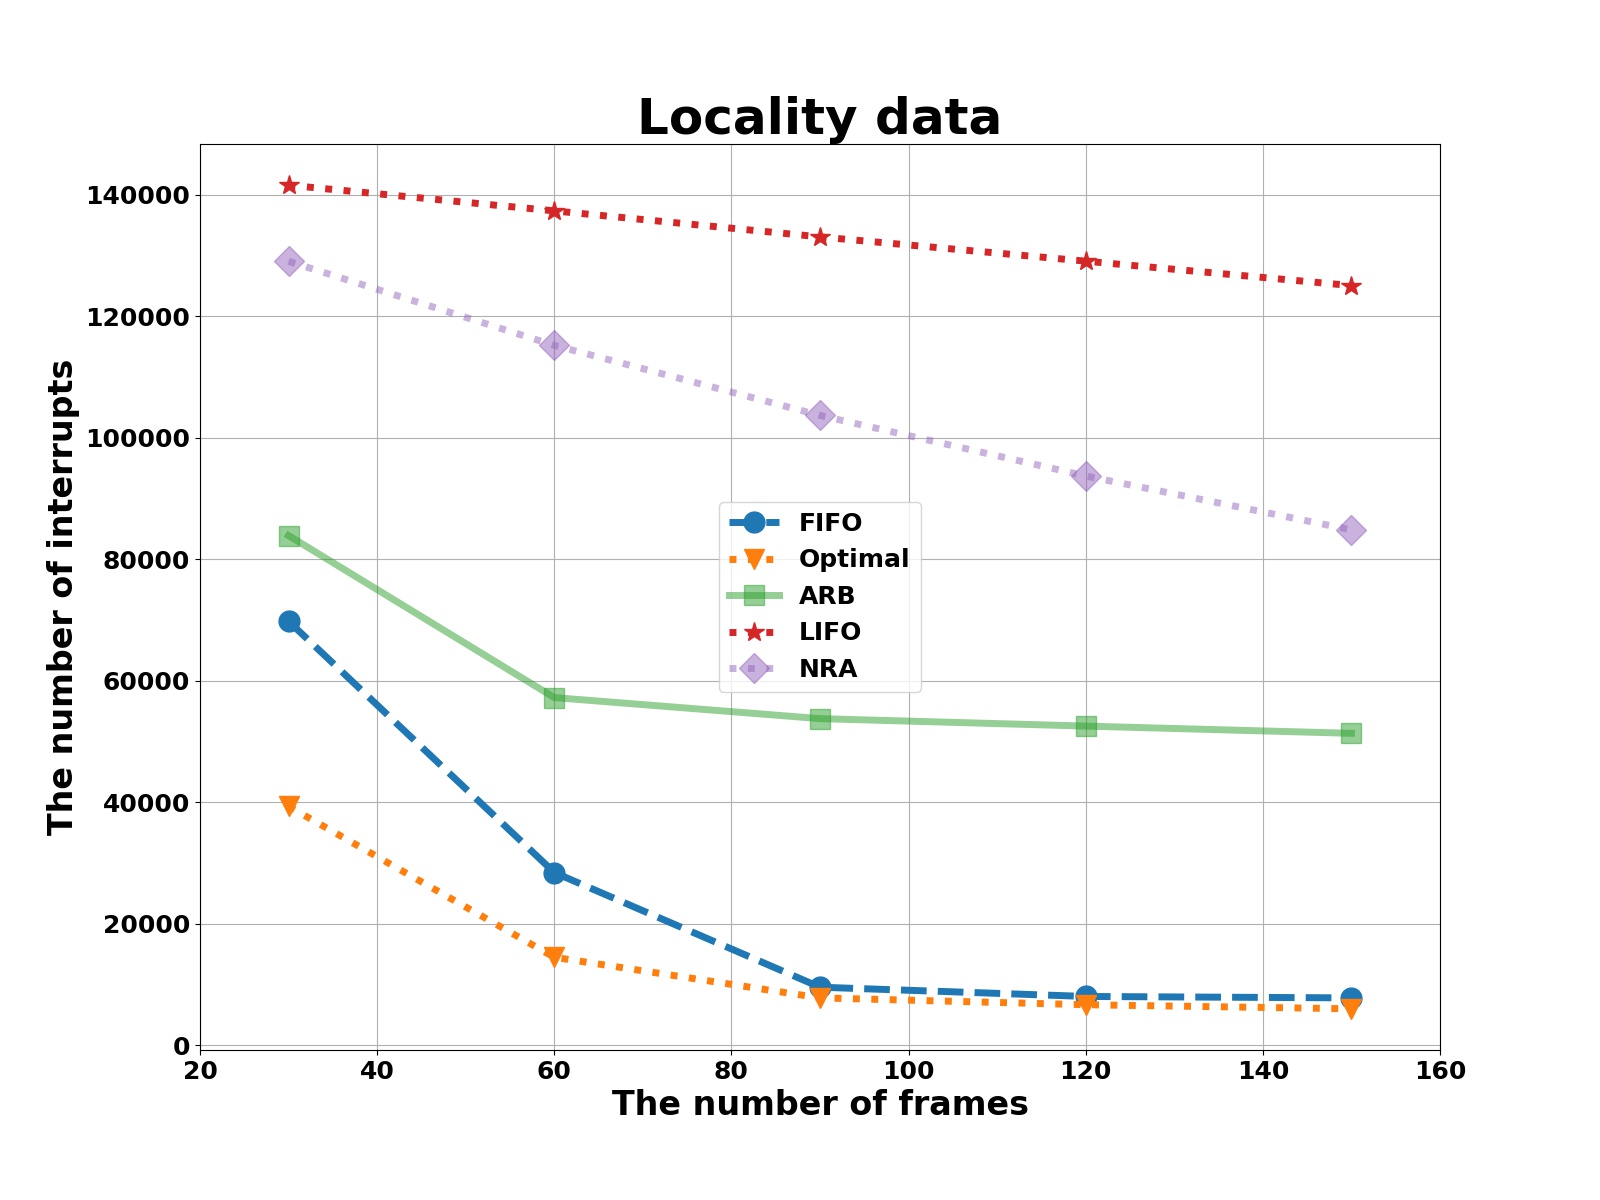 Locality data
The number of interrupts
140000
120000
100000
80000
60000
40000
20000
0
FIFO
Optimal
ARB
LIFO
NRA
20 40 60 80 100 120 140 160
The number of frames